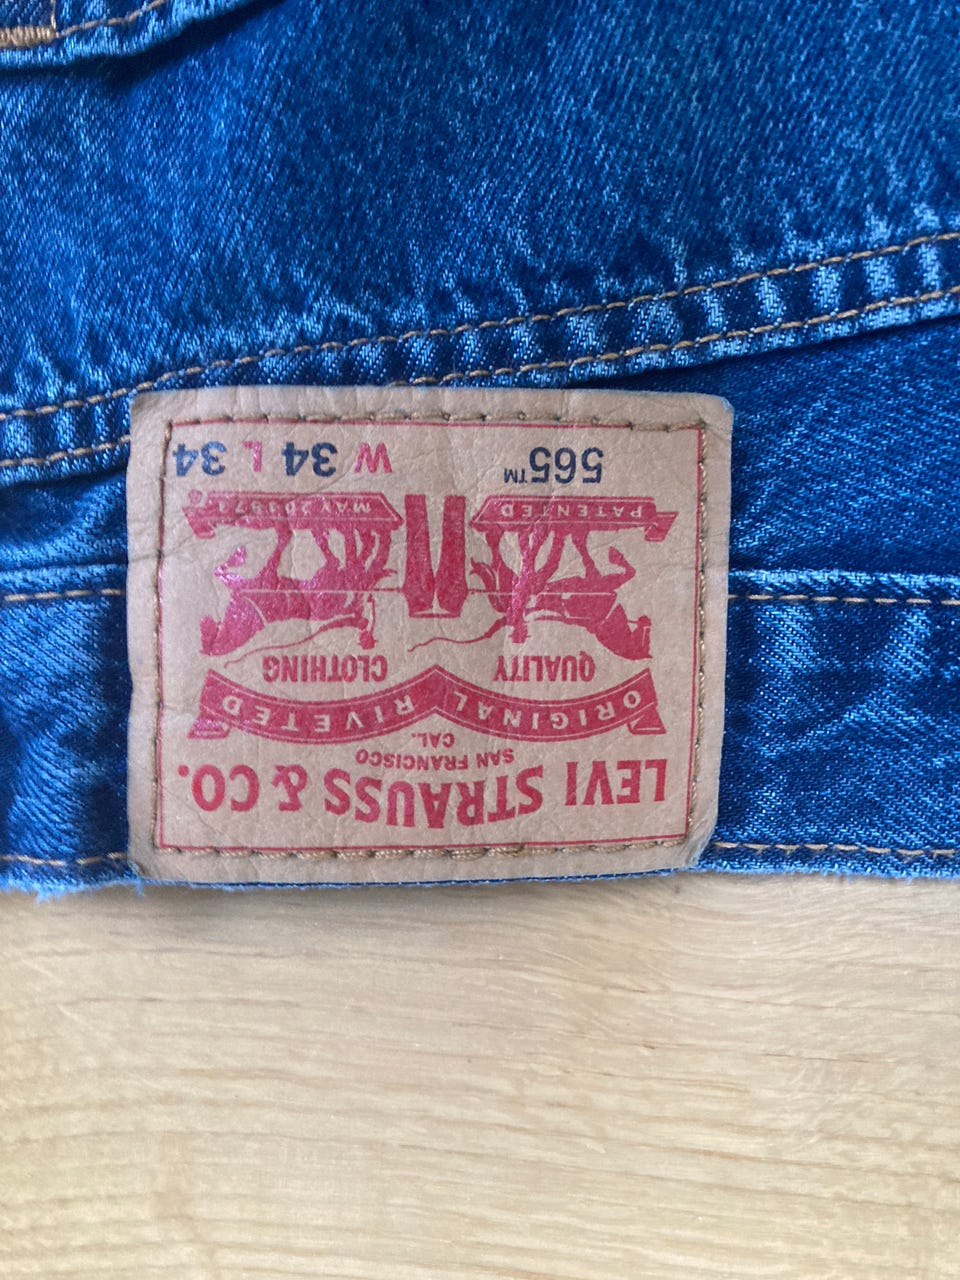 LEVI STRAUSS & CO.
SAN FRANCISCO
CAL.
ORIGINAL RIVETED
QUALITY CLOTHING
PATENTED MAY 20 1873
565™ W 34 L 34